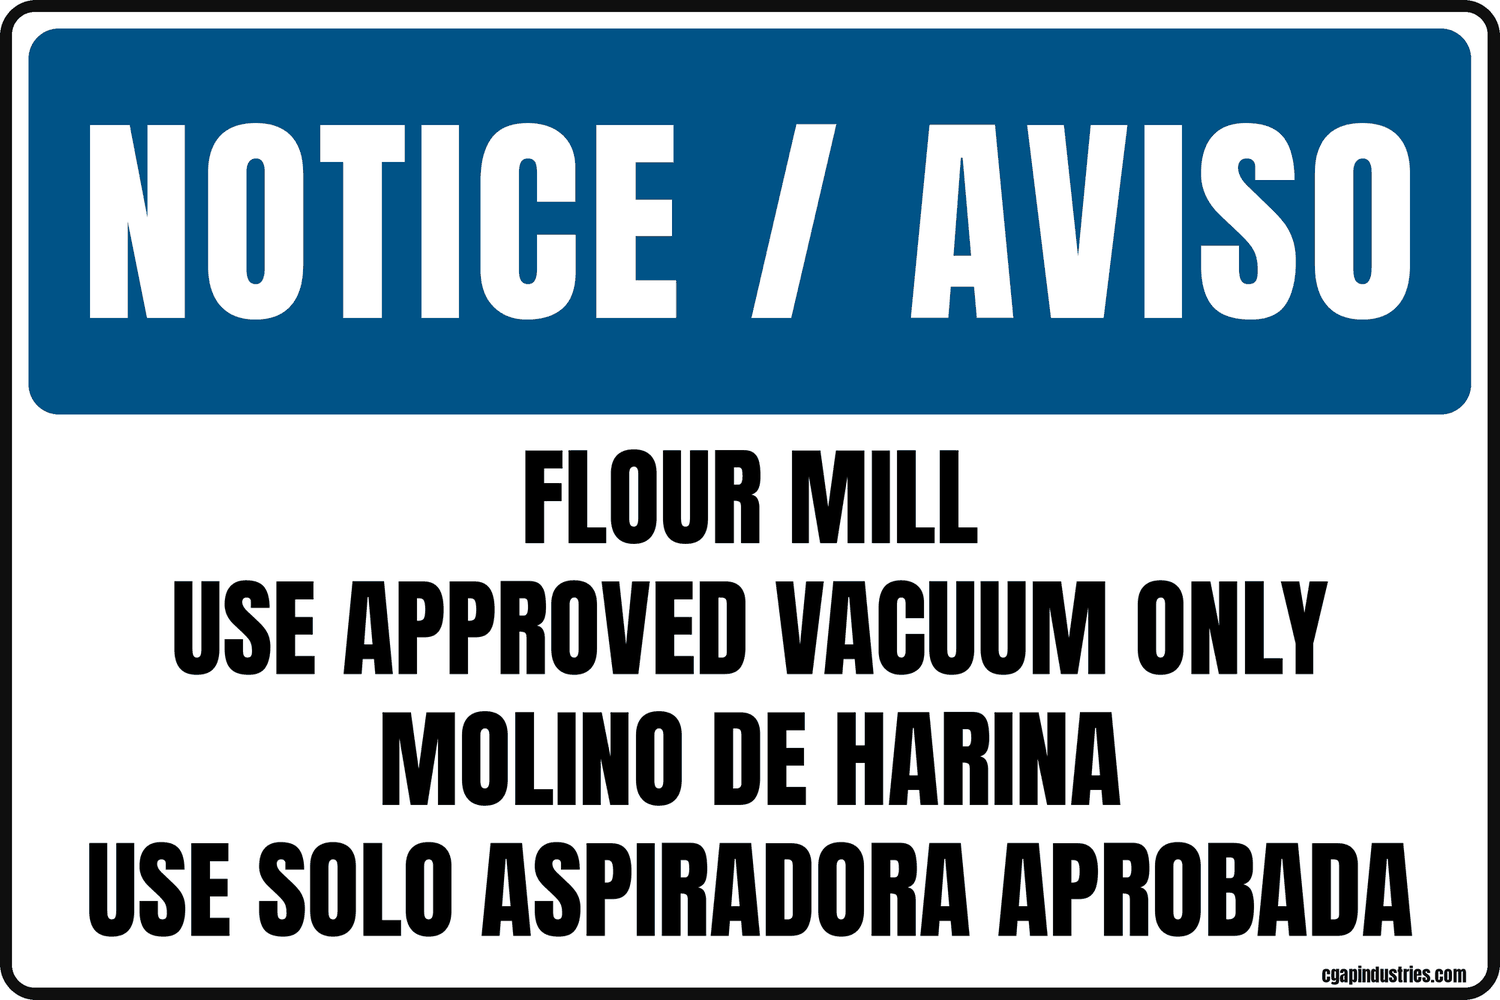 NOTICE / AVISO
FLOUR MILL
USE APPROVED VACUUM ONLY
MOLINO DE HARINA
USE SOLO ASPIRADORA APROBADA
cgapindustries.com